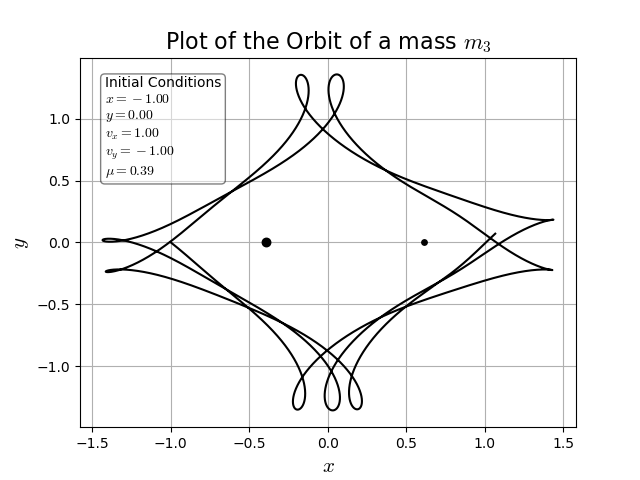 Plot of the Orbit of a mass m₃
Initial Conditions
x = −1.00
y = 0.00
vₓ = 1.00
v_y = −1.00
μ = 0.39
1.0
0.5
0.0
−0.5
−1.0
y
−1.5 −1.0 −0.5 0.0 0.5 1.0 1.5
x